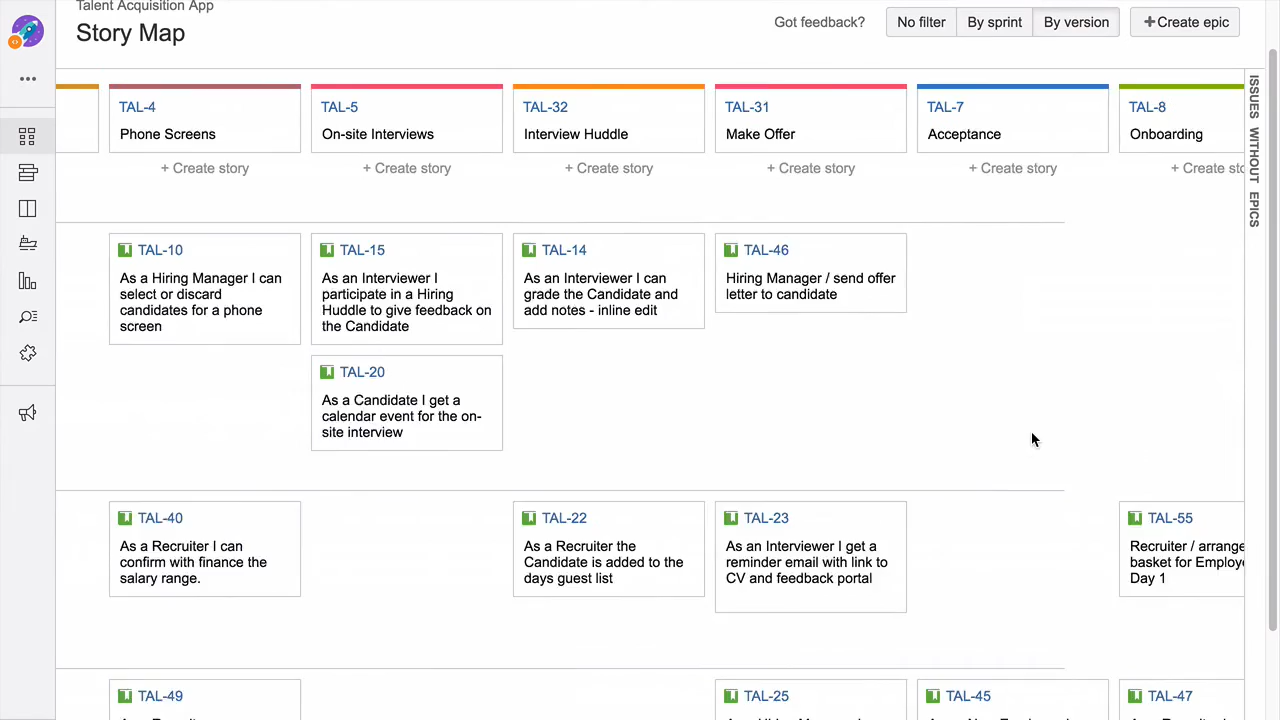 Talent Acquisition App
Story Map
Got feedback?
No filter
By sprint
By version
+Create epic
TAL-4
Phone Screens
+ Create story
TAL-5
On-site Interviews
+ Create story
TAL-32
Interview Huddle
+ Create story
TAL-31
Make Offer
+ Create story
TAL-7
Acceptance
+ Create story
TAL-8
Onboarding
+ Create
ISSUES WITHOUT EPICS
TAL-10
As a Hiring Manager I can
select or discard
candidates for a phone
screen
TAL-15
As an Interviewer I
participate in a Hiring
Huddle to give feedback on
the Candidate
TAL-14
As an Interviewer I can
grade the Candidate and
add notes - inline edit
TAL-46
Hiring Manager / send offer
letter to candidate
TAL-20
As a Candidate I get a
calendar event for the on-
site interview
TAL-40
As a Recruiter I can
confirm with finance the
salary range.
TAL-22
As a Recruiter the
Candidate is added to the
days guest list
TAL-23
As an Interviewer I get a
reminder email with link to
CV and feedback portal
TAL-55
Recruiter / arrange
basket for
Day 1
TAL-49
TAL-25
TAL-45
TAL-47